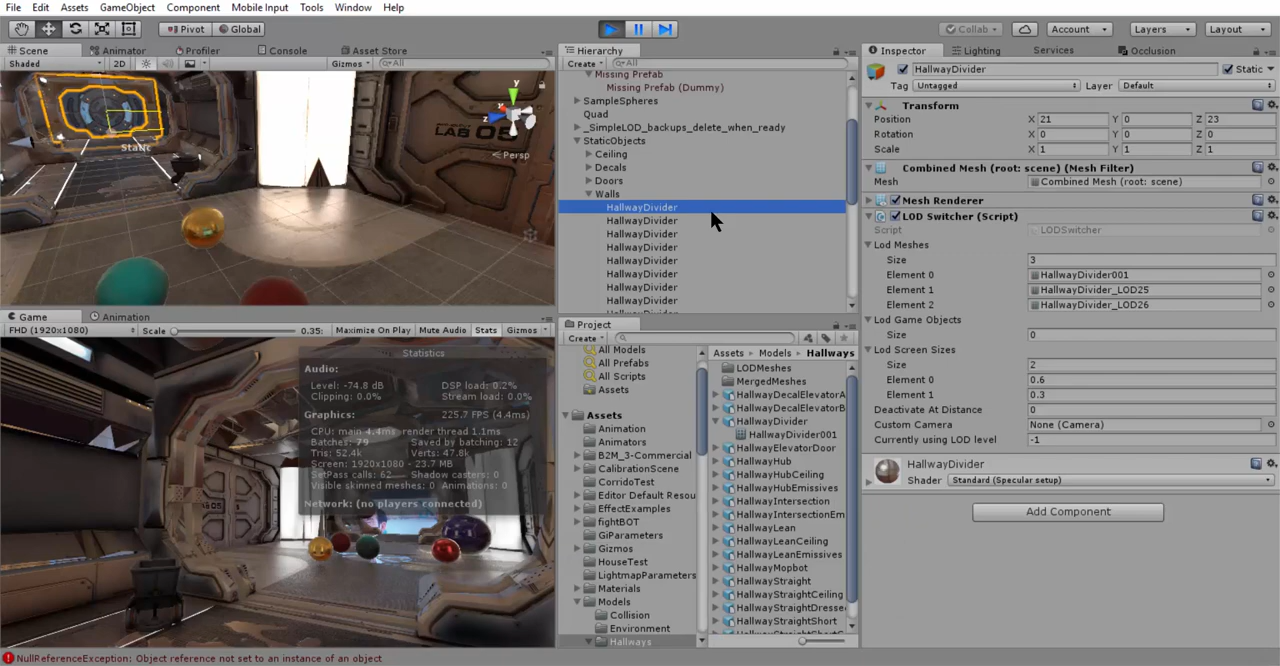 File Edit Assets GameObject Component Mobile Input Tools Window Help
Pivot Global Collab Account Layers Layout
Scene Animator Profiler Console Asset Store
Shaded 2D Gizmos All
y
z
Persp
LAB 05
Static
Game Animation
FHD (1920x1080) Scale 0.35: Maximize On Play Mute Audio Stats Gizmos
Statistics
Audio:
Level: -74.8 dB DSP load: 0.2%
Clipping: 0.0% Stream load: 0.0%
Graphics: 225.7 FPS (4.4ms)
CPU: main 4.4ms render thread 1.1ms
Batches: 79 Saved by batching: 12
Tris: 52.4k Verts: 47.8k
Screen: 1920x1080 - 23.7 MB
SetPass calls: 62 Shadow casters: 0
Visible skinned meshes: 0 Animations: 0
Network: (no players connected)
LAB 05
Hierarchy
Create All
Missing Prefab
Missing Prefab (Dummy)
SampleSpheres
Quad
_SimpleLOD_backups_delete_when_ready
StaticObjects
Ceiling
Decals
Doors
Walls
HallwayDivider
HallwayDivider
HallwayDivider
HallwayDivider
HallwayDivider
HallwayDivider
HallwayDivider
HallwayDivider
Project
Create
All Models
All Prefabs
All Scripts
Assets
Assets
Animation
Animators
B2M_3-Commercial
CalibrationScene
CorridoTest
Editor Default Resou
EffectExamples
fightBOT
GiParameters
Gizmos
HouseTest
LightmapParameters
Materials
Models
Collision
Environment
Hallways
Assets Models Hallways
LODMeshes
MergedMeshes
HallwayDecalElevatorA
HallwayDecalElevatorB
HallwayDivider
HallwayDivider001
HallwayElevatorDoor
HallwayHub
HallwayHubCeiling
HallwayHubEmissives
HallwayIntersection
HallwayIntersectionEm
HallwayLean
HallwayLeanCeiling
HallwayLeanEmissives
HallwayMopbot
HallwayStraight
HallwayStraightCeiling
HallwayStraightDresse
HallwayStraightShort
Inspector Lighting Services Occlusion
HallwayDivider Static
Tag Untagged Layer Default
Transform
Position X 21 Y 0 Z 23
Rotation X 0 Y 0 Z 0
Scale X 1 Y 1 Z 1
Combined Mesh (root: scene) (Mesh Filter)
Mesh Combined Mesh (root: scene)
Mesh Renderer
LOD Switcher (Script)
Script LODSwitcher
Lod Meshes
Size 3
Element 0 HallwayDivider001
Element 1 HallwayDivider_LOD25
Element 2 HallwayDivider_LOD26
Lod Game Objects
Size 0
Lod Screen Sizes
Size 2
Element 0 0.6
Element 1 0.3
Deactivate At Distance 0
Custom Camera None (Camera)
Currently using LOD level -1
HallwayDivider
Shader Standard (Specular setup)
Add Component
NullReferenceException: Object reference not set to an instance of an object